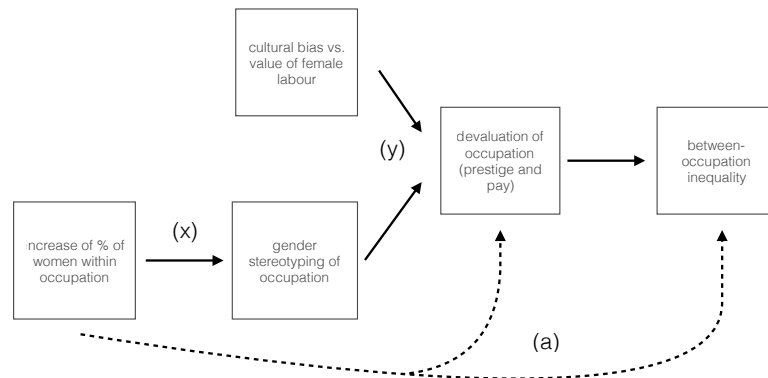 cultural bias vs.
value of female
labour
(y)
devaluation of
occupation
(prestige and
pay)
between-
occupation
inequality
increase of % of
women within
occupation
(x)
gender
stereotyping of
occupation
(a)